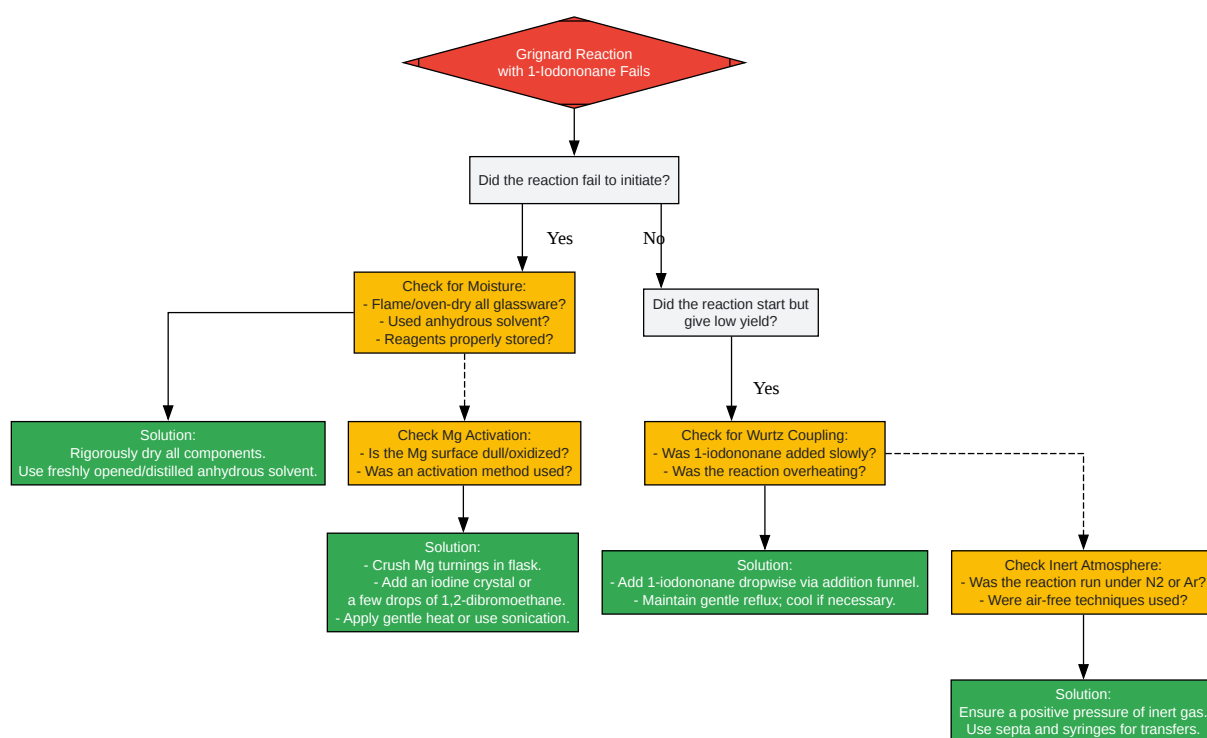 Grignard Reaction
with 1-Iodononane Fails
Did the reaction fail to initiate?
Yes
No
Check for Moisture:
- Flame/oven-dry all glassware?
- Used anhydrous solvent?
- Reagents properly stored?
Did the reaction start but
give low yield?
Yes
Solution:
Rigorously dry all components.
Use freshly opened/distilled anhydrous solvent.
Check Mg Activation:
- Is the Mg surface dull/oxidized?
- Was an activation method used?
Check for Wurtz Coupling:
- Was 1-iodononane added slowly?
- Was the reaction overheating?
Solution:
- Crush Mg turnings in flask.
- Add an iodine crystal or
a few drops of 1,2-dibromoethane.
- Apply gentle heat or use sonication.
Solution:
- Add 1-iodononane dropwise via addition funnel.
- Maintain gentle reflux; cool if necessary.
Check Inert Atmosphere:
- Was the reaction run under N2 or Ar?
- Were air-free techniques used?
Solution:
Ensure a positive pressure of inert gas.
Use septa and syringes for transfers.